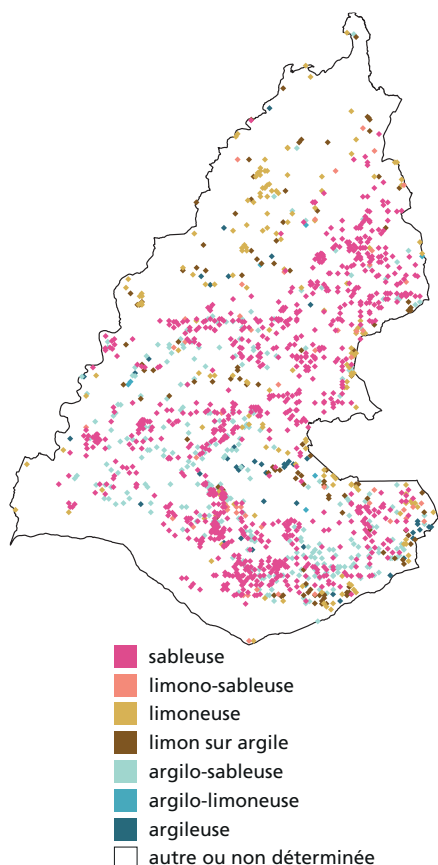 sableuse
limono-sableuse
limoneuse
limon sur argile
argilo-sableuse
argilo-limoneuse
argileuse
autre ou non déterminée